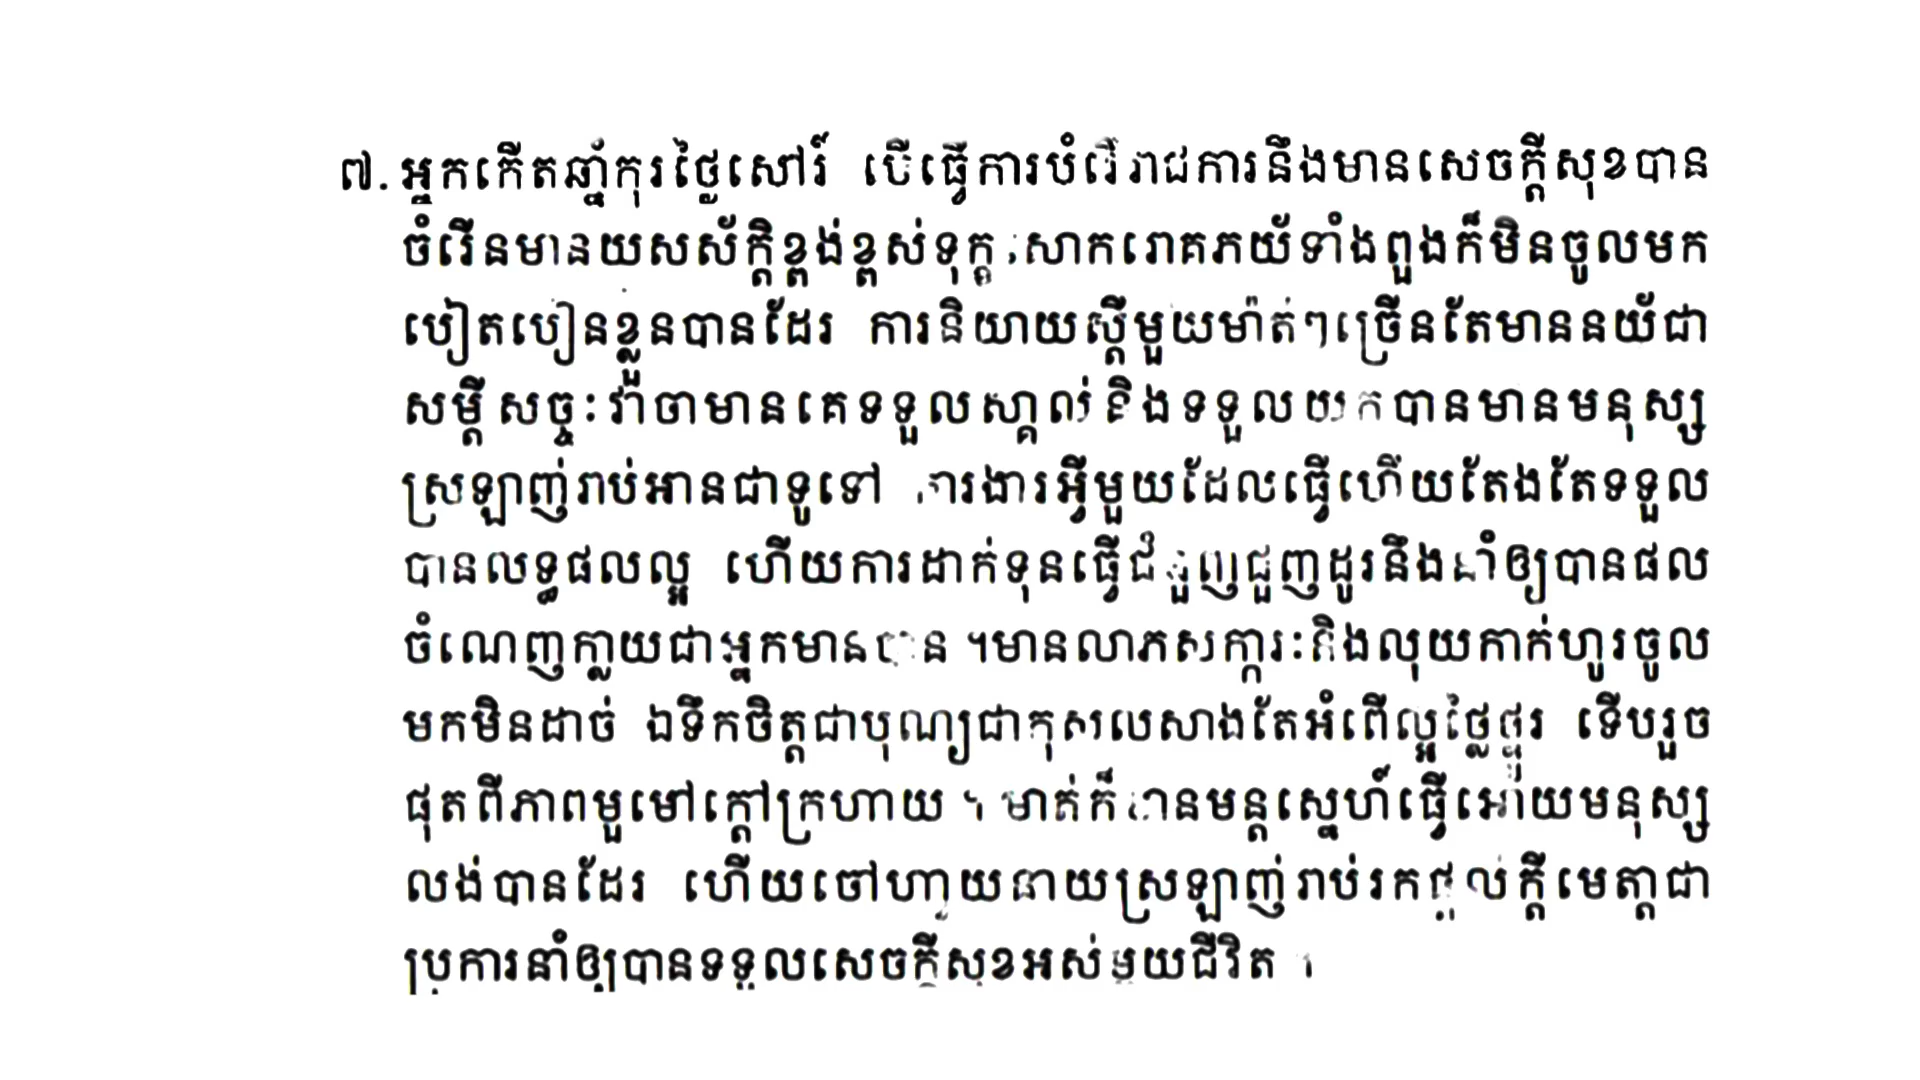 ៧. អ្នកកើតឆ្នាំកុរថ្ងៃសៅរ៍ បើធ្វើការបំរើរាជការនឹងមានសេចក្ដីសុខបាន
ចំរើនមានយសស័ក្ដិខ្ពង់ខ្ពស់ទុក្ខ សោករោគភយ័ទាំងពួងក៏មិនចូលមក
បៀតបៀនខ្លួនបានដែរ ការនិយាយស្ដីមួយម៉ាត់ៗច្រើនតែមាននយ័ជា
សម្ដី សច្ចៈវាចាមានគេទទួលស្គាល់និងទទួលយកបានមានមនុស្ស
ស្រឡាញ់រាប់អានជាទូទៅ ការងារអ្វីមួយដែលធ្វើហើយតែងតែទទួល
បានលទ្ធផលល្អ ហើយការដាក់ទុនធ្វើជំនួញជួញដូរនឹងនាំឲ្យបានផល
ចំណេញក្លាយជាអ្នកមានបាន ។មានលាភសក្ការៈនិងលុយកាក់ហូរចូល
មកមិនដាច់ ឯទឹកចិត្តជាបុណ្យជាកុសលសាងតែអំពើល្អថ្លៃថ្នូរ ទើបរួច
ផុតពីភាពមួមៅក្ដៅក្រហាយ ។ មាត់ក៏មានមន្តស្នេហ៍ធ្វើអោយមនុស្ស
លង់បានដែរ ហើយចៅហ្វាយនាយស្រឡាញ់រាប់រកផ្ដល់ក្ដីមេត្តាជា
ប្រការនាំឲ្យបានទទួលសេចក្ដីសុខអស់មួយជីវិត ។